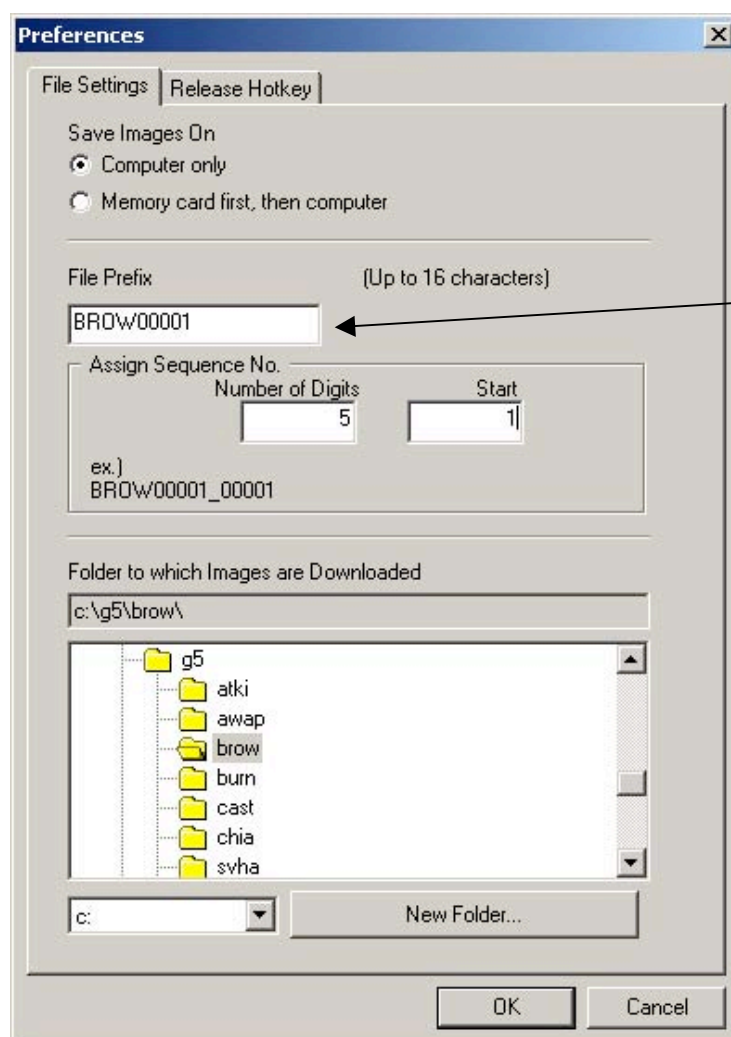 Preferences
File Settings Release Hotkey
Save Images On
Computer only
Memory card first, then computer
File Prefix (Up to 16 characters)
BROW00001
Assign Sequence No.
Number of Digits Start
5 1
ex.)
BROW00001_00001
Folder to which Images are Downloaded
c:\g5\brow\
g5
atki
awap
brow
burn
cast
chia
svha
c: New Folder...
OK Cancel